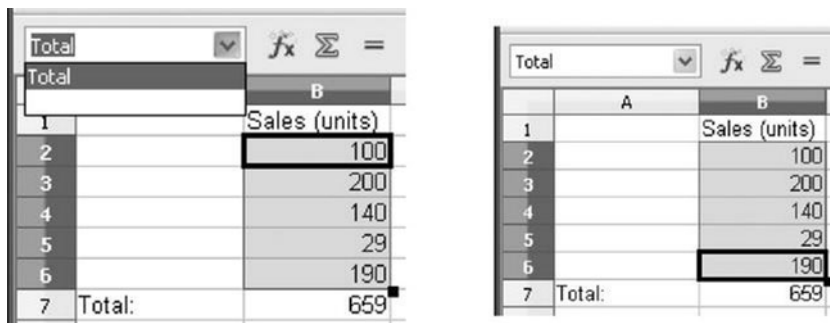 Total fx Σ =
Total
B
1 Sales (units)
2 100
3 200
4 140
5 29
6 190
7 Total: 659
Total fx Σ =
A B
1 Sales (units)
2 100
3 200
4 140
5 29
6 190
7 Total: 659